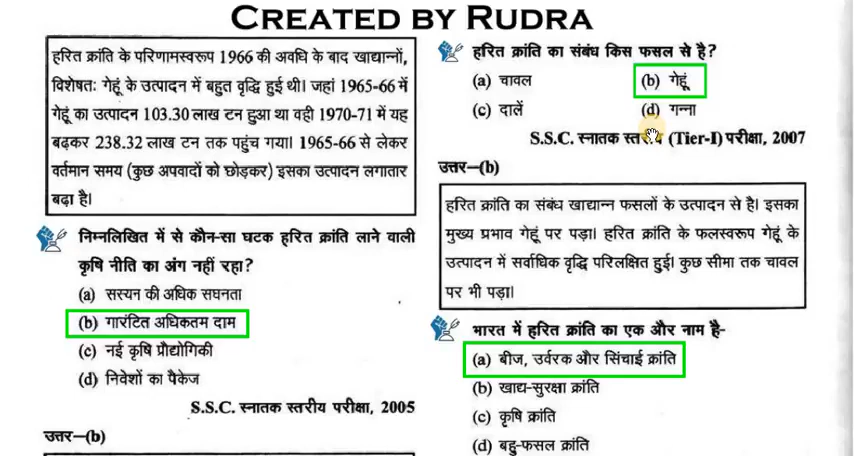 CREATED BY RUDRA
हरित क्रांति के परिणामस्वरूप 1966 की अवधि के बाद खाद्यान्नों,
विशेषतः गेहूं के उत्पादन में बहुत वृद्धि हुई थी। जहां 1965-66 में
गेहूं का उत्पादन 103.30 लाख टन हुआ था वही 1970-71 में यह
बढ़कर 238.32 लाख टन तक पहुंच गया। 1965-66 से लेकर
वर्तमान समय (कुछ अपवादों को छोड़कर) इसका उत्पादन लगातार
बढ़ा है।
निम्नलिखित में से कौन-सा घटक हरित क्रांति लाने वाली
कृषि नीति का अंग नहीं रहा?
(a) सस्यन की अधिक सघनता
(b) गारंटित अधिकतम दाम
(c) नई कृषि प्रौद्योगिकी
(d) निवेशों का पैकेज
S.S.C. स्नातक स्तरीय परीक्षा, 2005
उत्तर–(b)
हरित क्रांति का संबंध किस फसल से है?
(a) चावल (b) गेहूं
(c) दालें (d) गन्ना
S.S.C. स्नातक स्तरीय (Tier-I) परीक्षा, 2007
उत्तर–(b)
हरित क्रांति का संबंध खाद्यान्न फसलों के उत्पादन से है। इसका
मुख्य प्रभाव गेहूं पर पड़ा। हरित क्रांति के फलस्वरूप गेहूं के
उत्पादन में सर्वाधिक वृद्धि परिलक्षित हुई। कुछ सीमा तक चावल
पर भी पड़ा।
भारत में हरित क्रांति का एक और नाम है-
(a) बीज, उर्वरक और सिंचाई क्रांति
(b) खाद्य-सुरक्षा क्रांति
(c) कृषि क्रांति
(d) बहु-फसल क्रांति